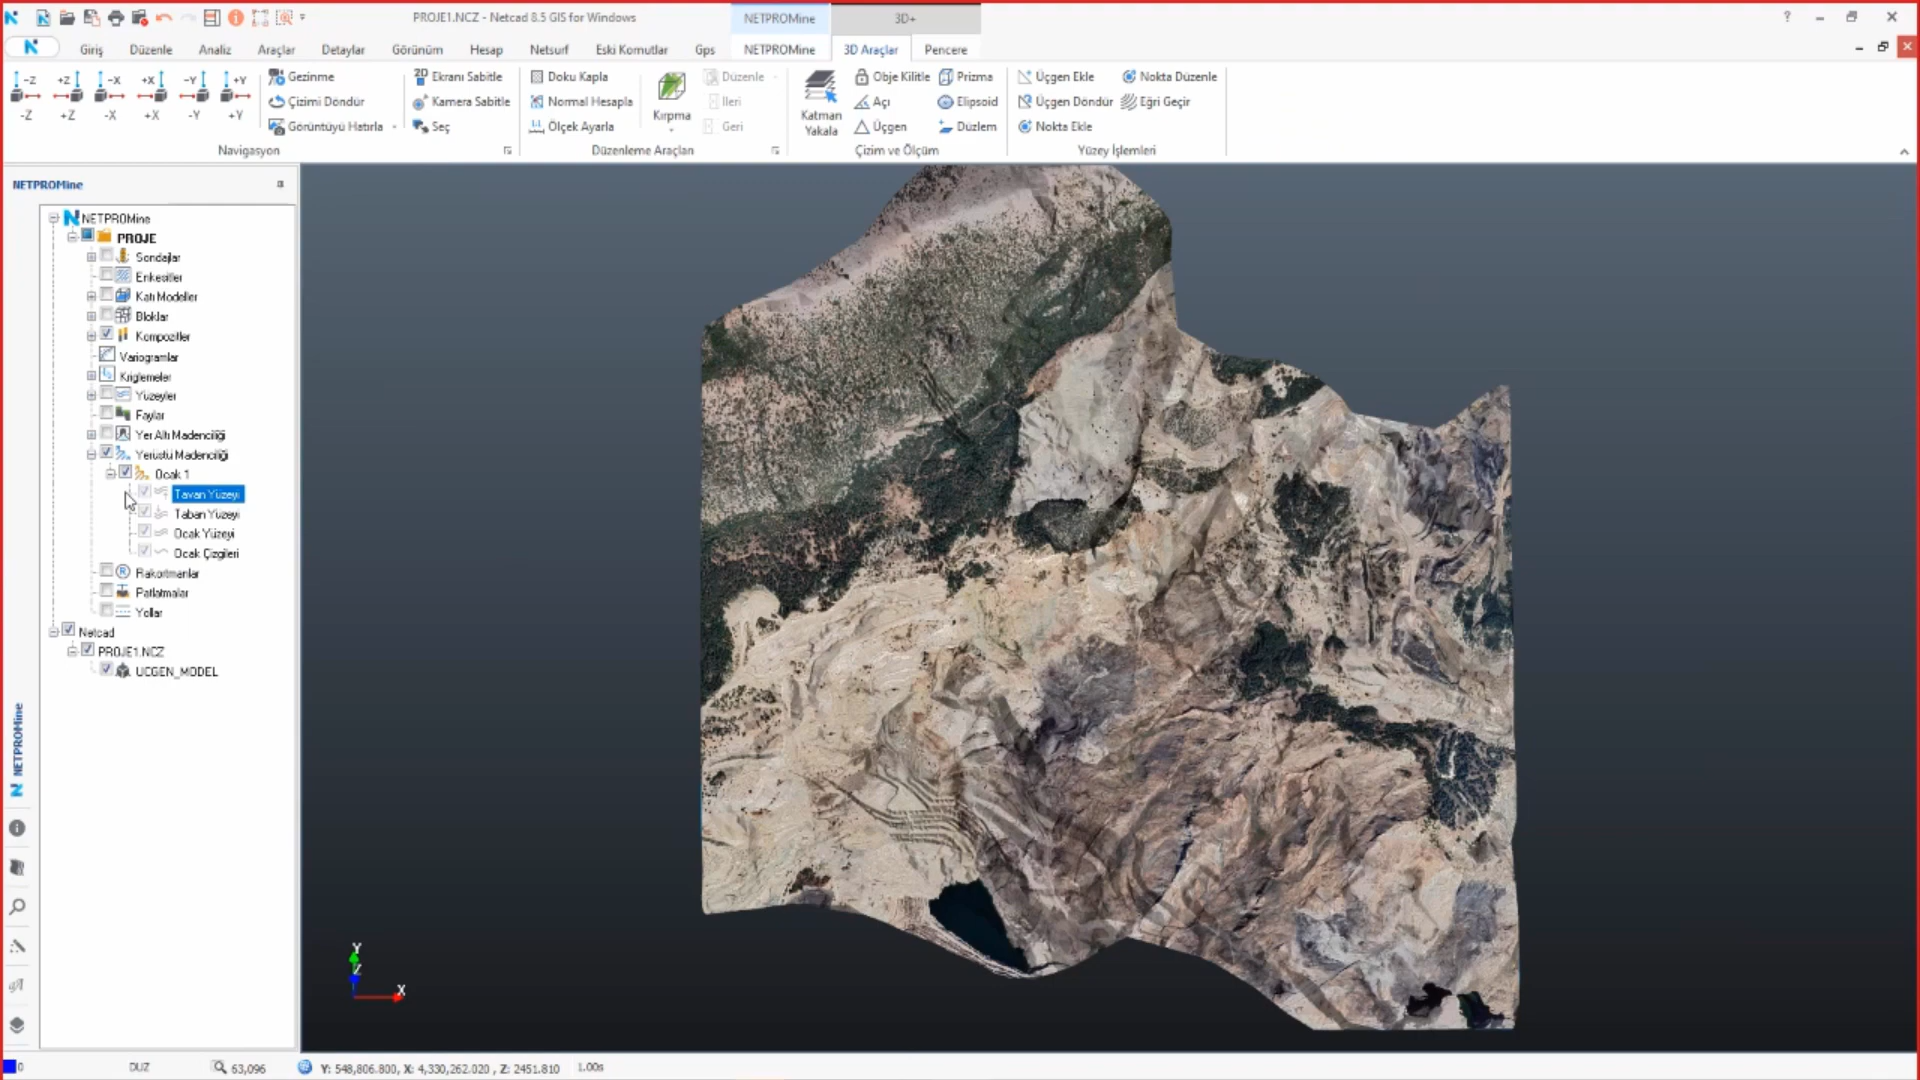 PROJE1.NCZ - Netcad 8.5 GIS for Windows
NETPROMine
3D+
Giriş Düzenle Analiz Araçlar Detaylar Görünüm Hesap Netsurf Eski Komutlar Gps NETPROMine 3D Araçlar Pencere
-Z +Z -X +X -Y +Y
-Z +Z -X +X -Y +Y
Gezinme
Çizimi Döndür
Görüntüyü Hatırla
2D Ekranı Sabitle
Kamera Sabitle
Seç
Navigasyon
Doku Kapla
Normal Hesapla
Ölçek Ayarla
Kırpma
Düzenle
İleri
Geri
Düzenleme Araçları
Katman
Yakala
Obje Kilitle
Açı
Üçgen
Prizma
Elipsoid
Düzlem
Çizim ve Ölçüm
Üçgen Ekle
Üçgen Döndür
Nokta Ekle
Nokta Düzenle
Eğri Geçir
Yüzey İşlemleri
NETPROMine
NETPROMine
PROJE
Sondajlar
Enkesitler
Katı Modeller
Bloklar
Kompozitler
Variogramlar
Kriglemeler
Yüzeyler
Faylar
Yer Altı Madenciliği
Yerüstü Madenciliği
Ocak 1
Tavan Yüzeyi
Taban Yüzeyi
Ocak Yüzeyi
Ocak Çizgileri
Rakortmanlar
Patlatmalar
Yollar
Netcad
PROJE1.NCZ
UCGEN_MODEL
NETPROMine
Y
Z
X
0 DUZ 63,096 Y: 548,806.800, X: 4,330,262.020 , Z: 2451.810 1.00s